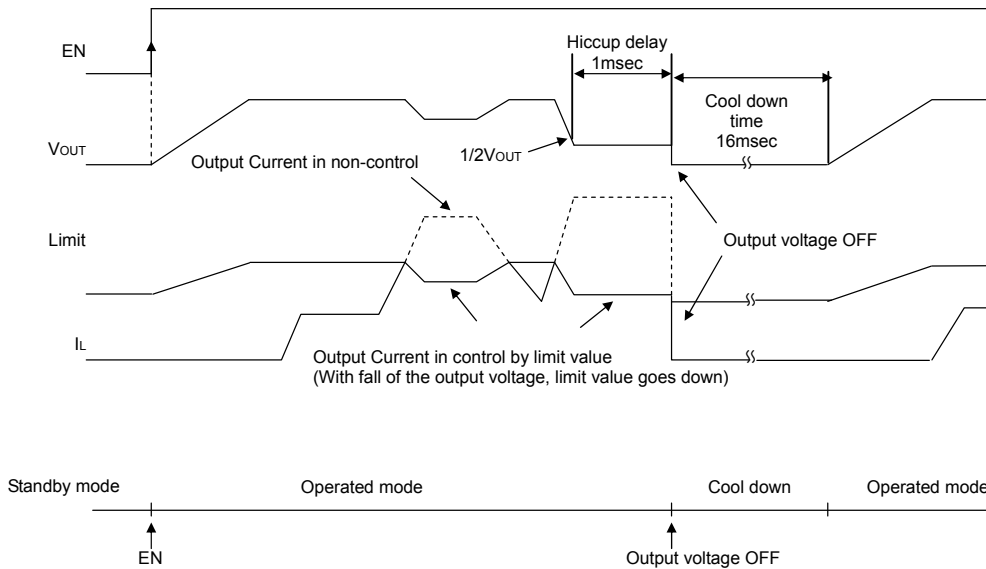 EN
Hiccup delay
1msec
Cool down
time
16msec
VOUT
1/2VOUT
Output Current in non-control
Limit
Output voltage OFF
IL
Output Current in control by limit value
(With fall of the output voltage, limit value goes down)
Standby mode
Operated mode
Cool down
Operated mode
EN
Output voltage OFF